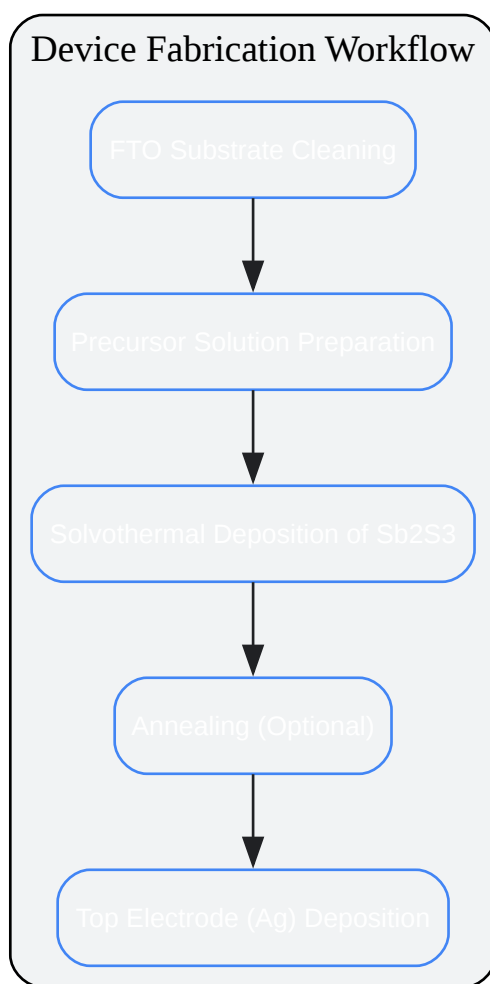 Device Fabrication Workflow
FTO Substrate Cleaning
Precursor Solution Preparation
Solvothermal Deposition of Sb2S3
Annealing (Optional)
Top Electrode (Ag) Deposition